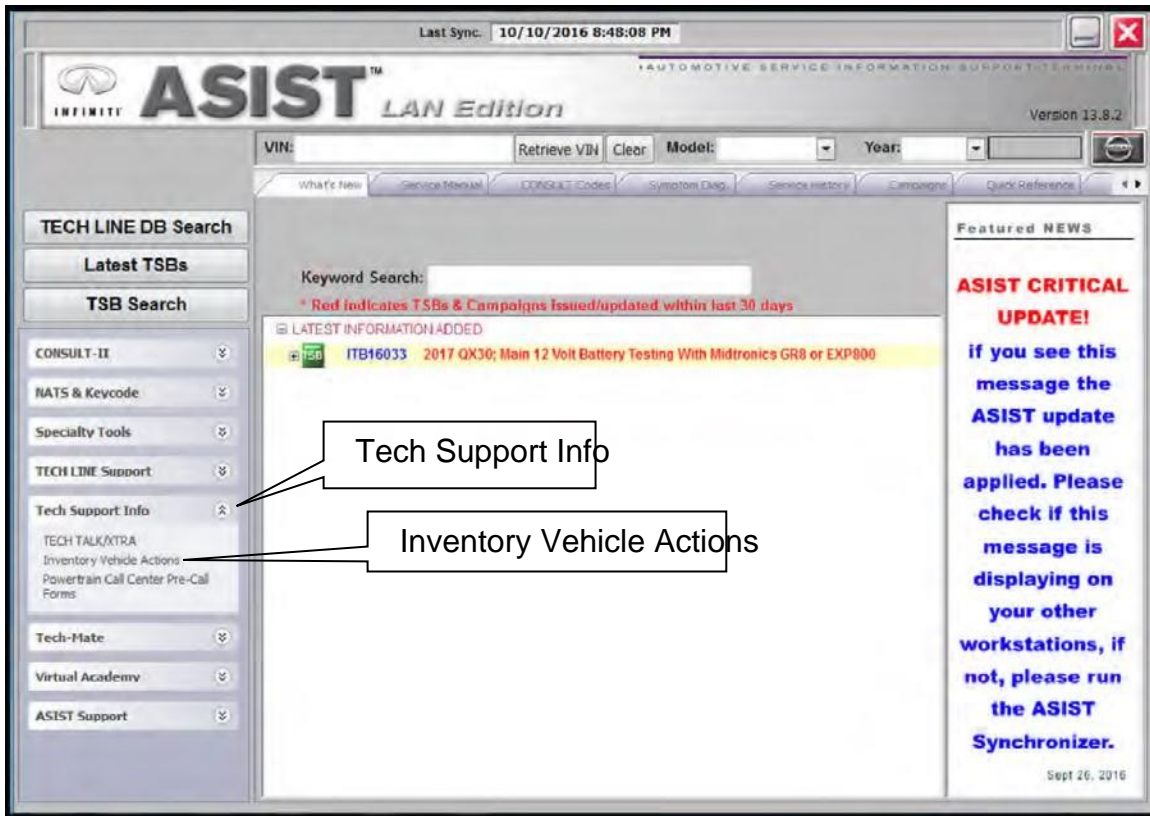 Last Sync. 10/10/2016 8:48:08 PM
INFINITI ASIST™ LAN Edition
AUTOMOTIVE SERVICE INFORMATION SUPPORT TERMINAL
Version 13.8.2
VIN: Retrieve VIN Clear Model: Year:
What's New Service Manual CONSULT Codes Symptom Diag. Service History Campaigns Quick Reference
TECH LINE DB Search
Latest TSBs
TSB Search
CONSULT-II
NATS & Keycode
Specialty Tools
TECH LINE Support
Tech Support Info
TECH TALK/XTRA
Inventory Vehicle Actions
Powertrain Call Center Pre-Call
Forms
Tech-Mate
Virtual Academy
ASIST Support
Keyword Search:
* Red indicates TSBs & Campaigns issued/updated within last 30 days
LATEST INFORMATION ADDED
TSB ITB16033 2017 QX30; Main 12 Volt Battery Testing With Midtronics GR8 or EXP800
Tech Support Info
Inventory Vehicle Actions
Featured NEWS
ASIST CRITICAL
UPDATE!
if you see this
message the
ASIST update
has been
applied. Please
check if this
message is
displaying on
your other
workstations, if
not, please run
the ASIST
Synchronizer.
Sept 26, 2016